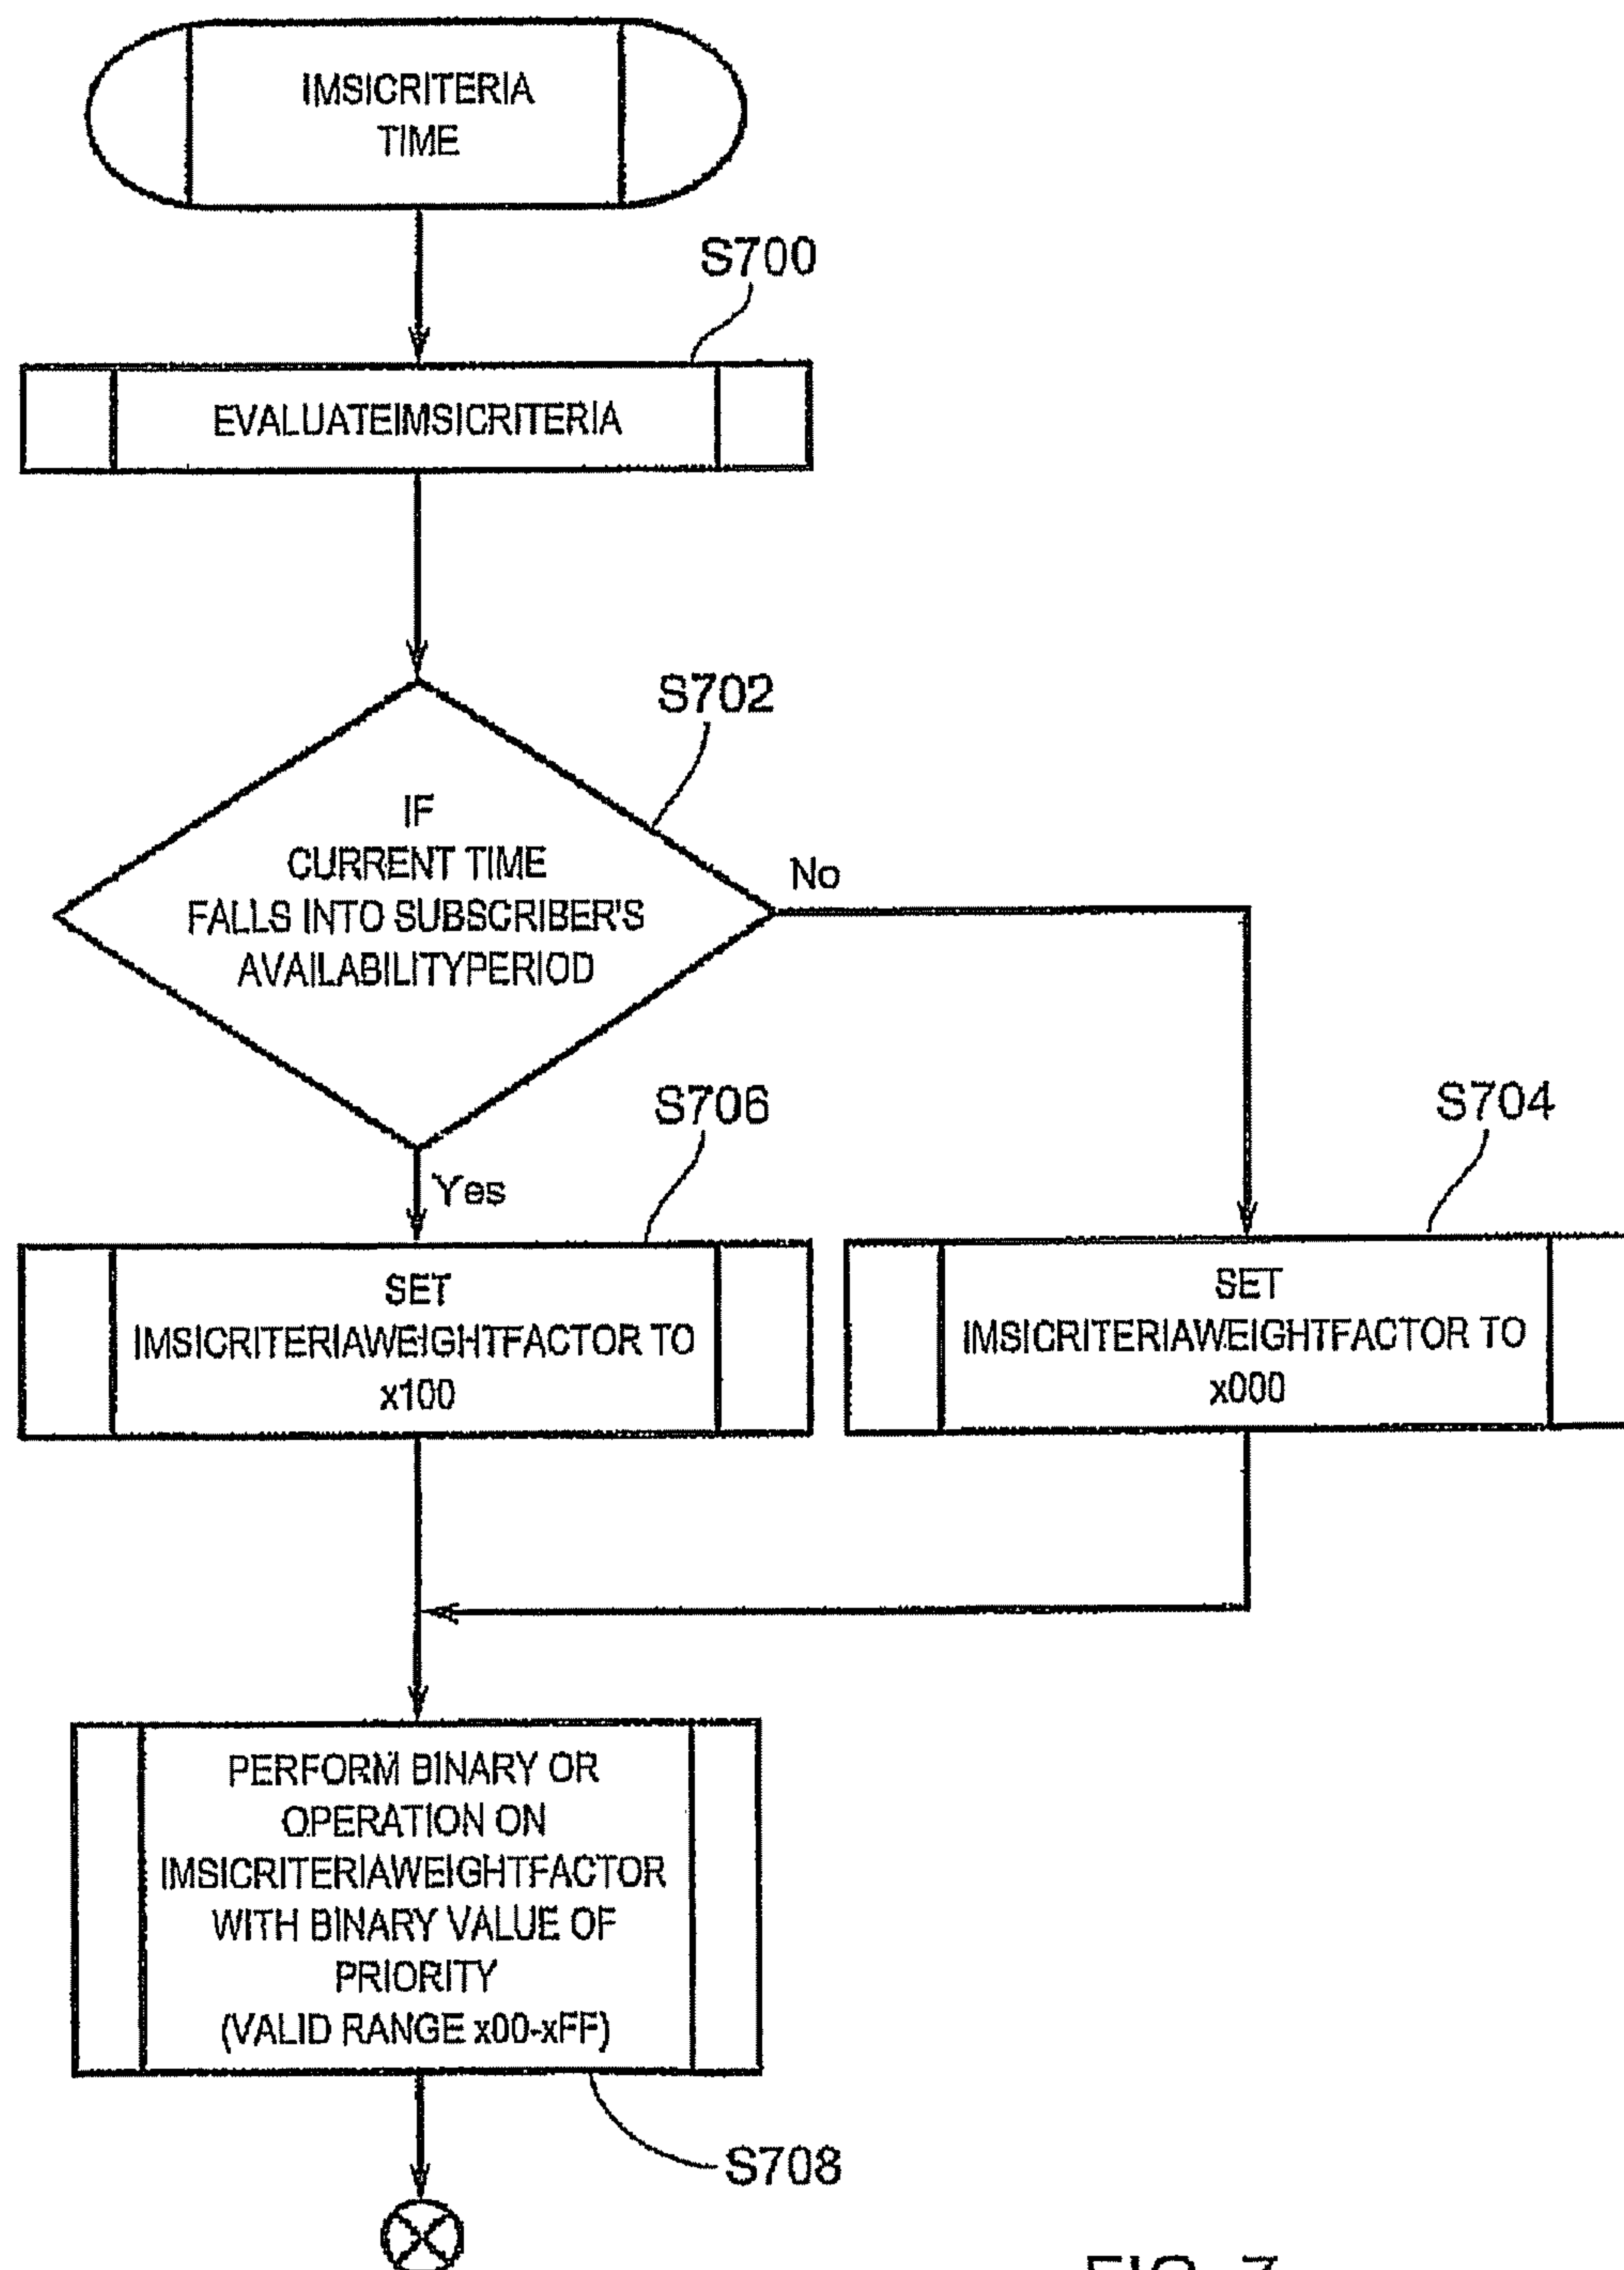 IMSICRITERIA
TIME
S700
EVALUATEIMSICRITERIA
S702
IF
CURRENT TIME
FALLS INTO SUBSCRIBER'S
AVAILABILITYPERIOD
No
Yes
S706
S704
SET
IMSICRITERIAWEIGHTFACTOR TO
x100
SET
IMSICRITERIAWEIGHTFACTOR TO
x000
PERFORM BINARY OR
OPERATION ON
IMSICRITERIAWEIGHTFACTOR
WITH BINARY VALUE OF
PRIORITY
(VALID RANGE x00-xFF)
S708
FIG. 7